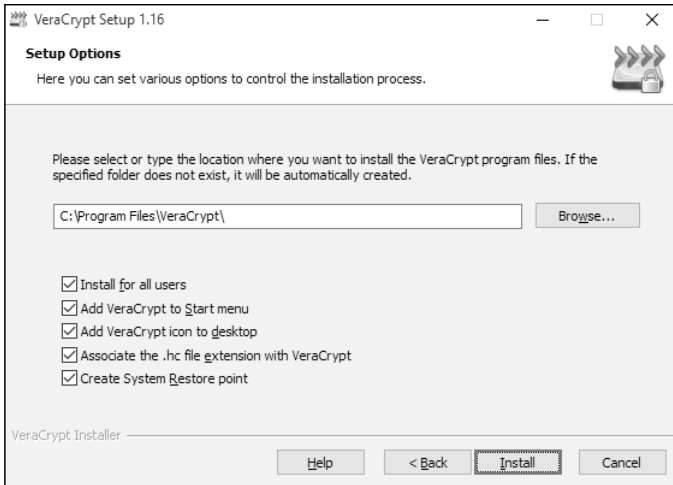 VeraCrypt Setup 1.16
Setup Options
Here you can set various options to control the installation process.
Please select or type the location where you want to install the VeraCrypt program files. If the
specified folder does not exist, it will be automatically created.
C:\Program Files\VeraCrypt\
Browse...
Install for all users
Add VeraCrypt to Start menu
Add VeraCrypt icon to desktop
Associate the .hc file extension with VeraCrypt
Create System Restore point
VeraCrypt Installer
Help
< Back
Install
Cancel